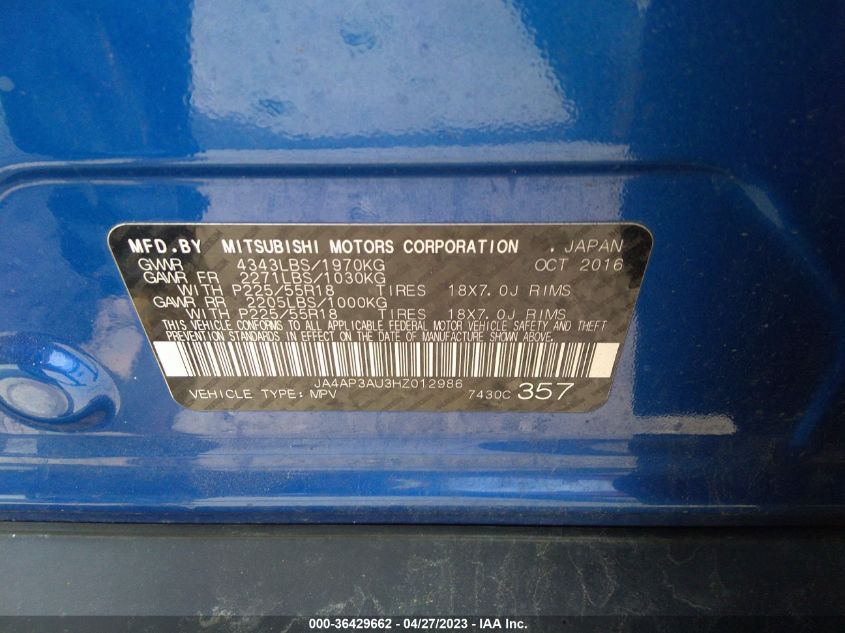 MFD.BY MITSUBISHI MOTORS CORPORATION . JAPAN
GVWR 4343LBS/1970KG OCT 2016
GAWR FR 2271LBS/1030KG
WITH P225/55R18 TIRES 18X7.0J RIMS
GAWR RR 2205LBS/1000KG
WITH P225/55R18 TIRES 18X7.0J RIMS
THIS VEHICLE CONFORMS TO ALL APPLICABLE FEDERAL MOTOR VEHICLE SAFETY AND THEFT
PREVENTION STANDARDS IN EFFECT ON THE DATE OF MANUFACTURE SHOWN ABOVE.
JA4AP3AU3HZ012986
VEHICLE TYPE:MPV 7430C 357
000-36429662 / 04/27/2023 - IAA Inc.